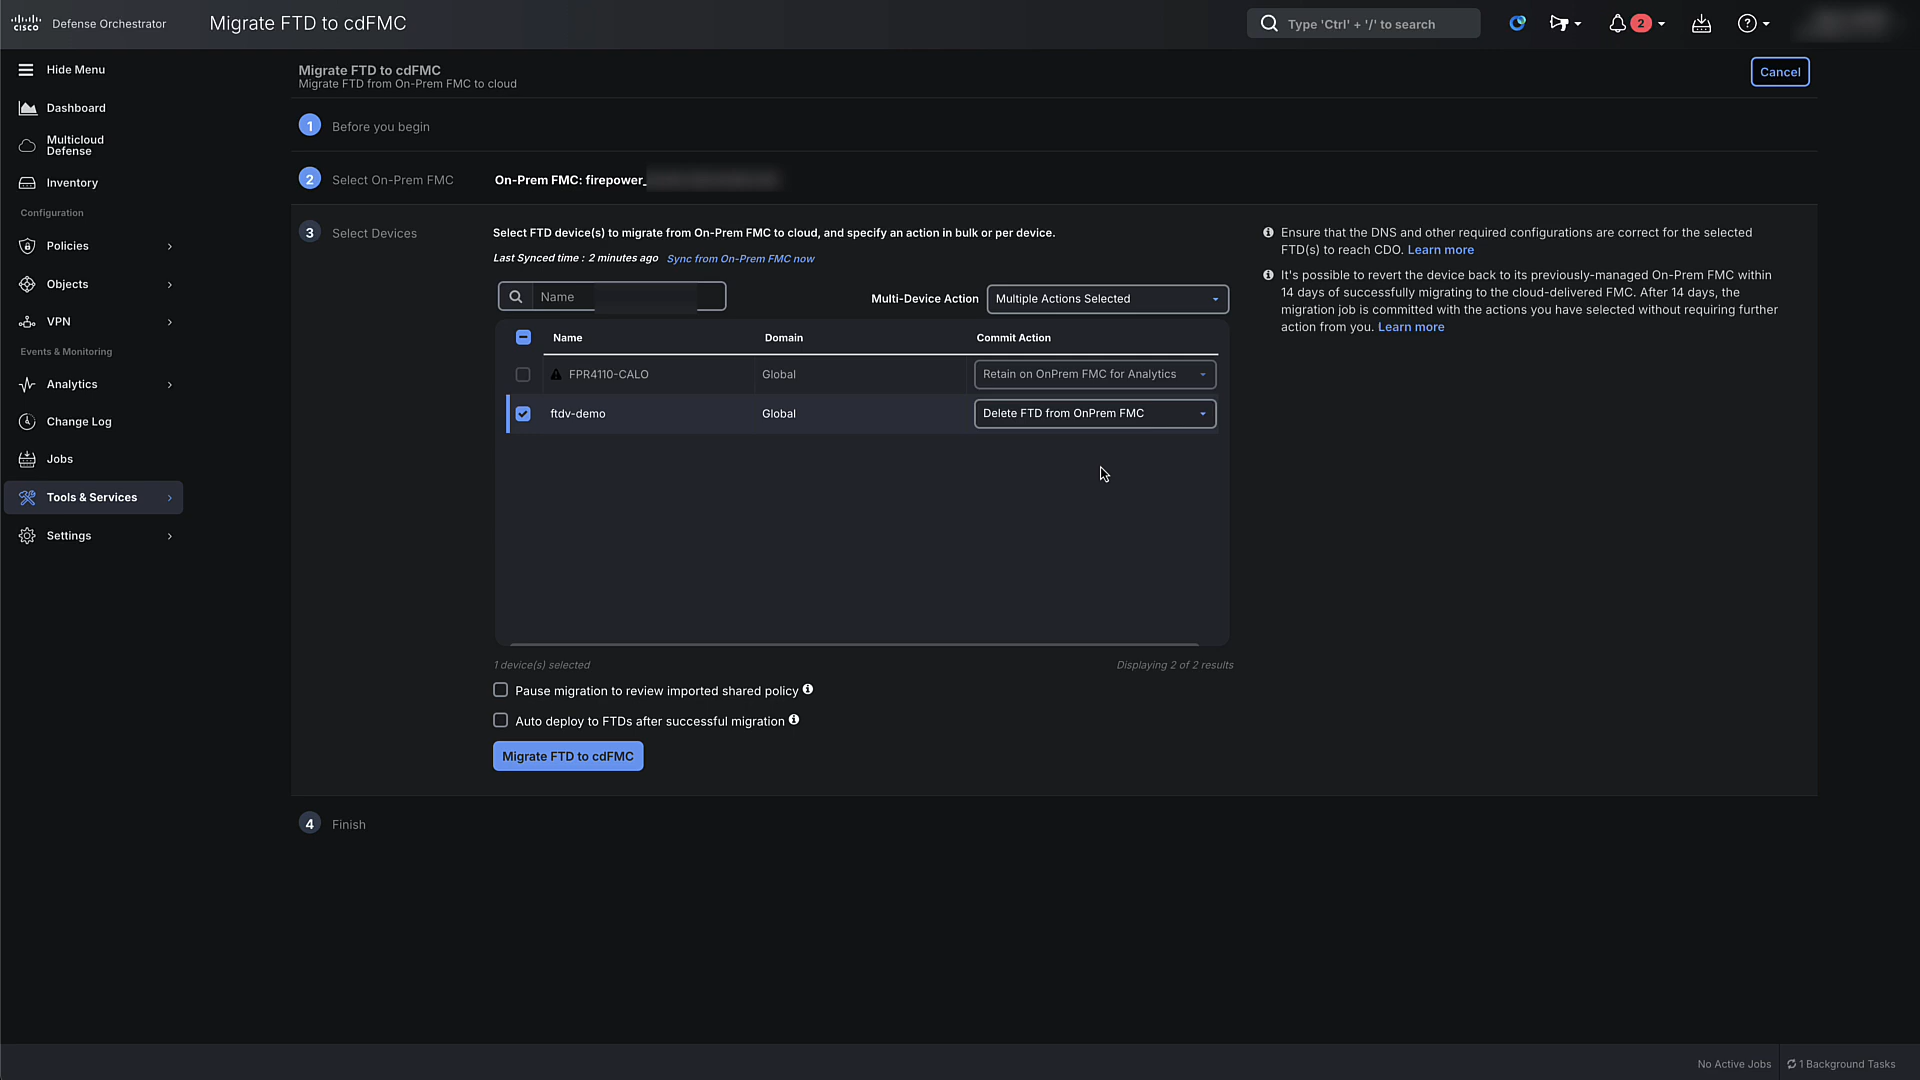 cisco
Defense Orchestrator
Migrate FTD to cdFMC
Type 'Ctrl' + '/' to search
2
Hide Menu
Dashboard
Multicloud
Defense
Inventory
Configuration
Policies
Objects
VPN
Events & Monitoring
Analytics
Change Log
Jobs
Tools & Services
Settings
Migrate FTD to cdFMC
Migrate FTD from On-Prem FMC to cloud
Cancel
1 Before you begin
2 Select On-Prem FMC
On-Prem FMC: firepower_
3 Select Devices
Select FTD device(s) to migrate from On-Prem FMC to cloud, and specify an action in bulk or per device.
Last Synced time : 2 minutes ago Sync from On-Prem FMC now
Name
Multi-Device Action Multiple Actions Selected
Name Domain Commit Action
FPR4110-CALO Global Retain on OnPrem FMC for Analytics
ftdv-demo Global Delete FTD from OnPrem FMC
1 device(s) selected
Displaying 2 of 2 results
Pause migration to review imported shared policy
Auto deploy to FTDs after successful migration
Migrate FTD to cdFMC
Ensure that the DNS and other required configurations are correct for the selected
FTD(s) to reach CDO. Learn more
It's possible to revert the device back to its previously-managed On-Prem FMC within
14 days of successfully migrating to the cloud-delivered FMC. After 14 days, the
migration job is committed with the actions you have selected without requiring further
action from you. Learn more
4 Finish
No Active Jobs
1 Background Tasks